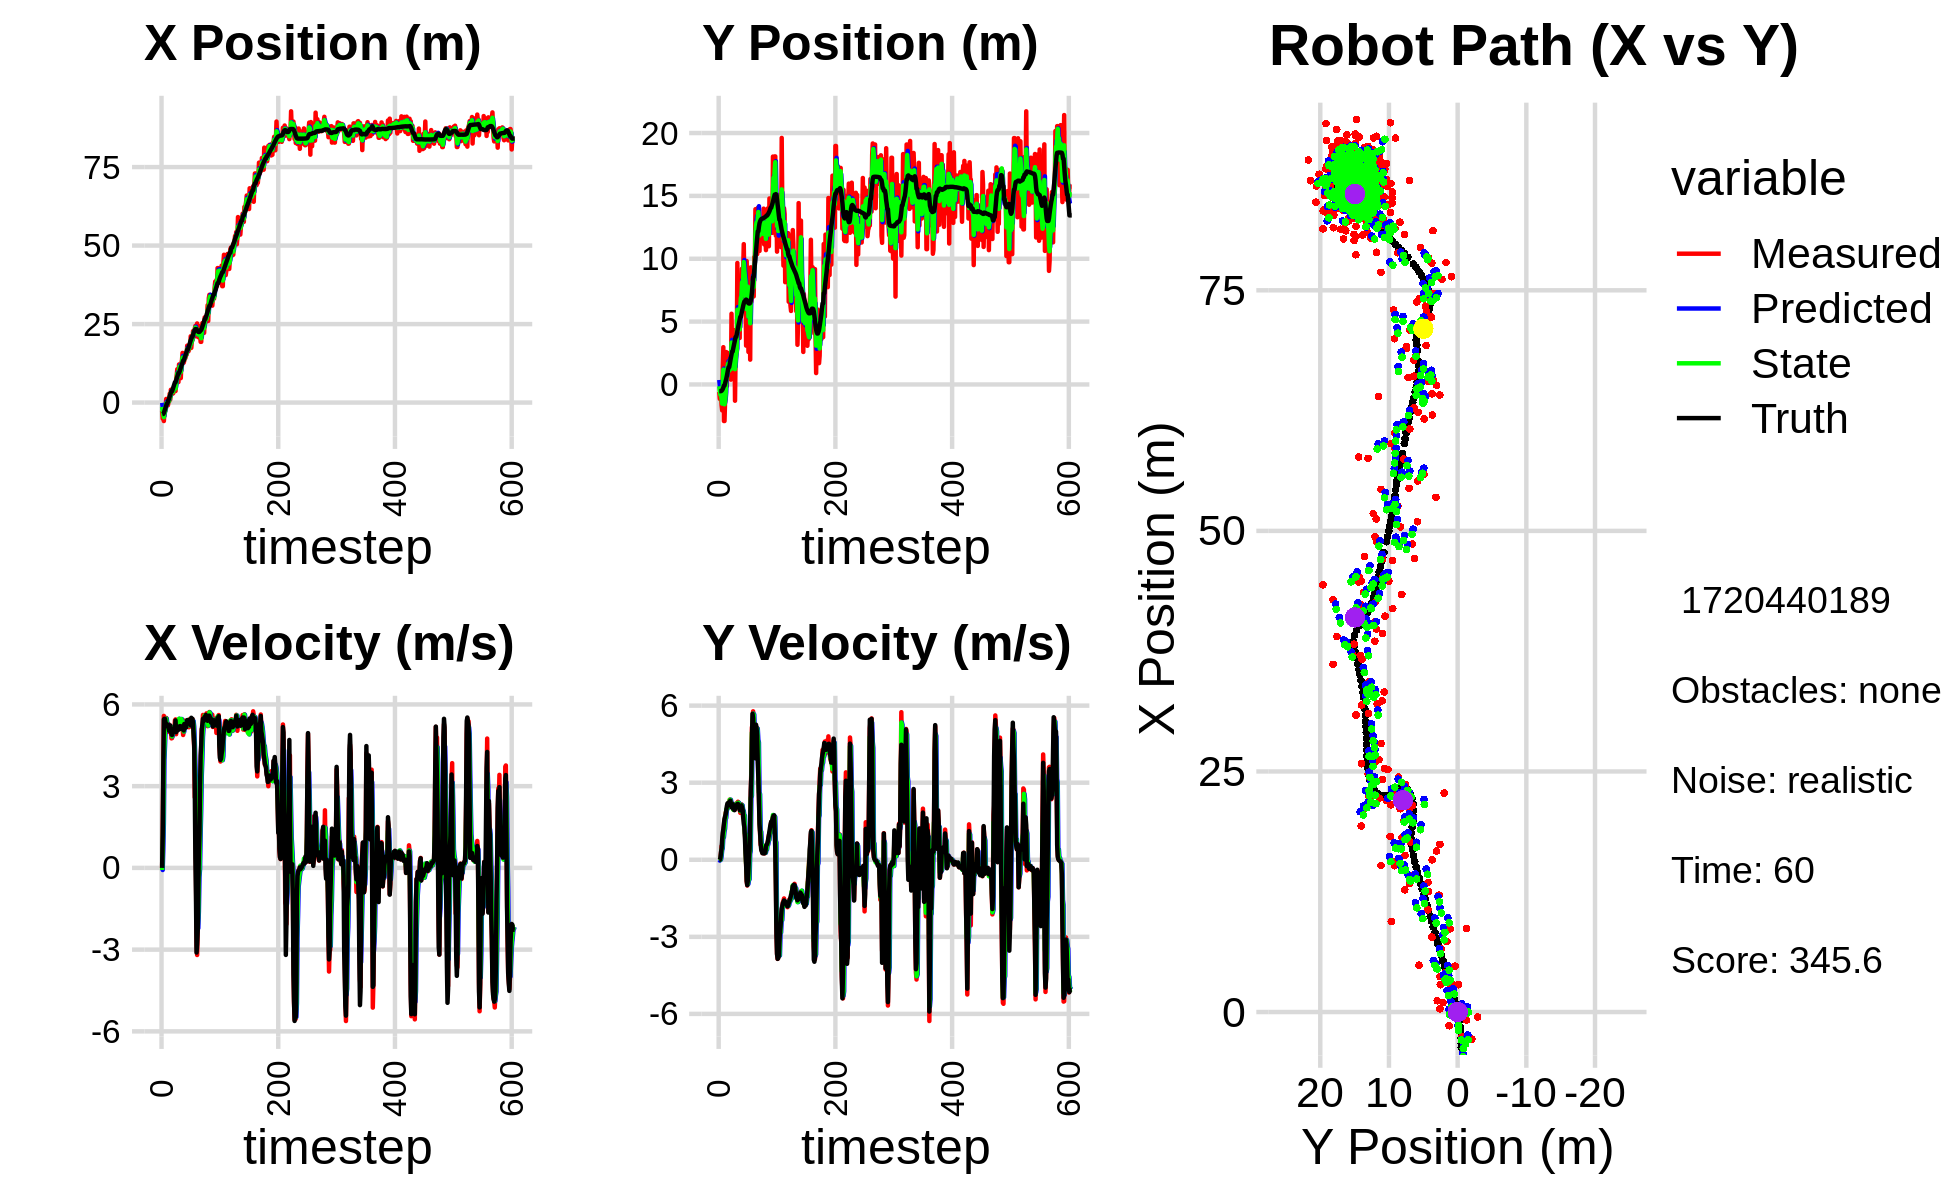 X Position (m)
75
50
25
0
0
200
400
600
timestep
Y Position (m)
20
15
10
5
0
0
200
400
600
timestep
X Velocity (m/s)
6
3
0
-3
-6
0
200
400
600
timestep
Y Velocity (m/s)
6
3
0
-3
-6
0
200
400
600
timestep
Robot Path (X vs Y)
X Position (m)
75
50
25
0
20 10 0 -10 -20
Y Position (m)
variable
Measured
Predicted
State
Truth
1720440189
Obstacles: none
Noise: realistic
Time: 60
Score: 345.6